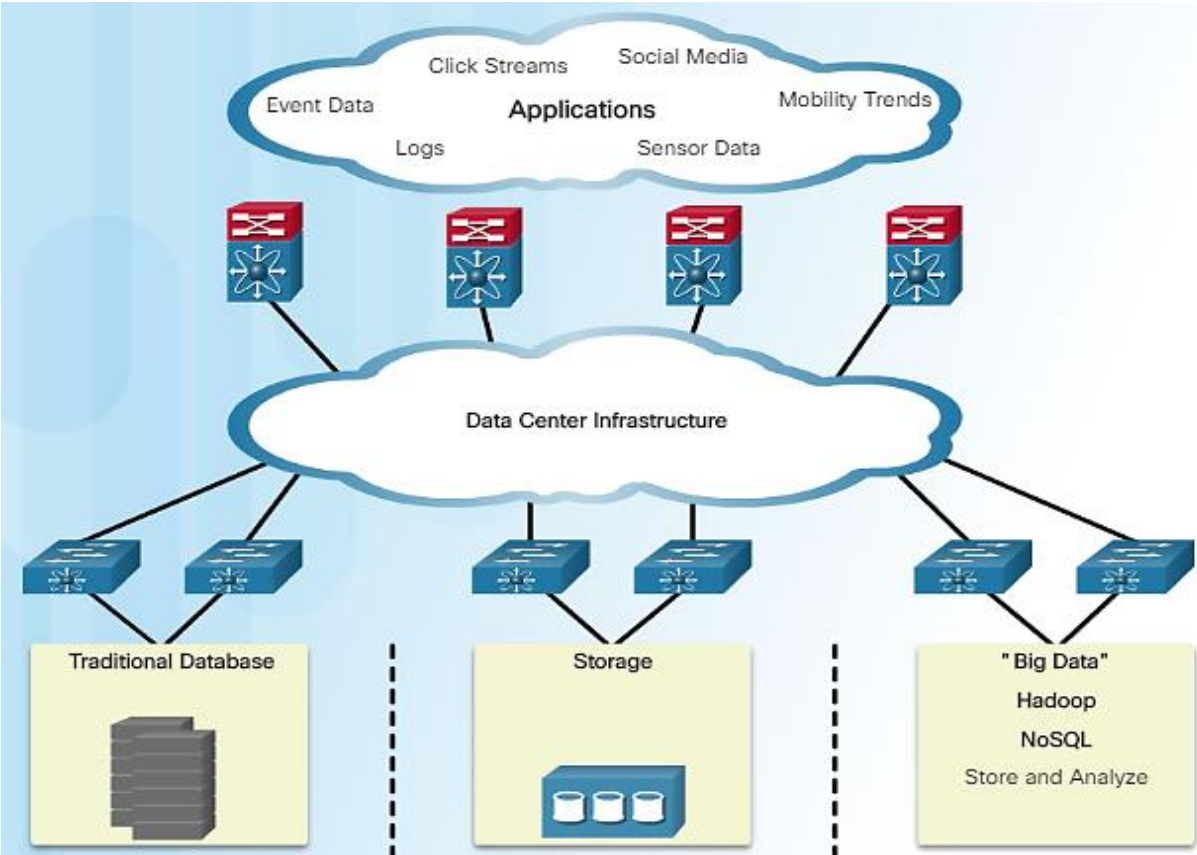 Click Streams
Social Media
Event Data
Applications
Mobility Trends
Logs
Sensor Data
Data Center Infrastructure
Traditional Database
Storage
"Big Data"
Hadoop
NoSQL
Store and Analyze